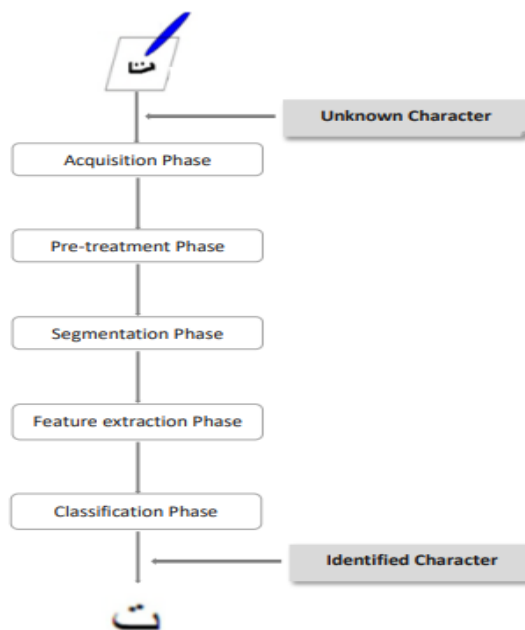 ت
Unknown Character
Acquisition Phase
Pre-treatment Phase
Segmentation Phase
Feature extraction Phase
Classification Phase
Identified Character
ت